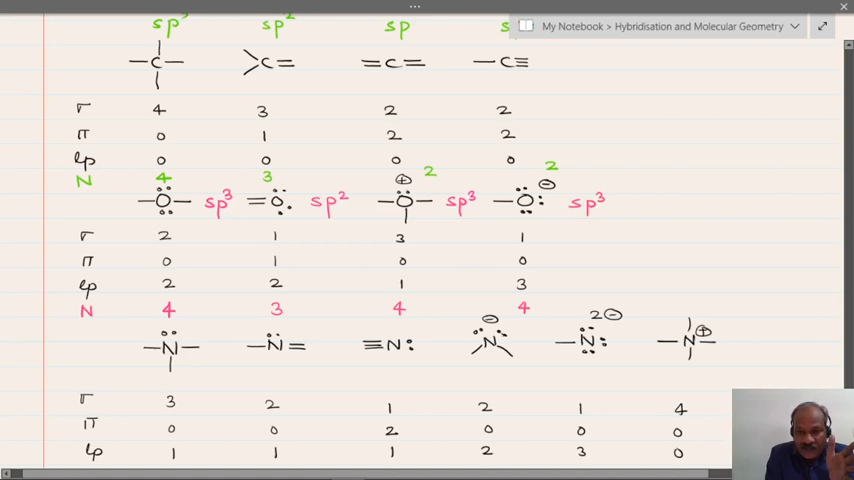 ...
sp³ sp² sp s
My Notebook > Hybridisation and Molecular Geometry
–C– >C= =C= –C≡
σ 4 3 2 2
π 0 1 2 2
lp 0 0 0 0
N 4 3 2 2
–O– sp³ =O sp² –O– ⊕ sp³ –O: ⊖ sp³
σ 2 1 3 1
π 0 1 0 0
lp 2 2 1 3
N 4 3 4 4
–N– –N= ≡N: N ⊖ –N: 2⊖ –N– ⊕
σ 3 2 1 2 1 4
π 0 0 2 0 0 0
lp 1 1 1 2 3 0